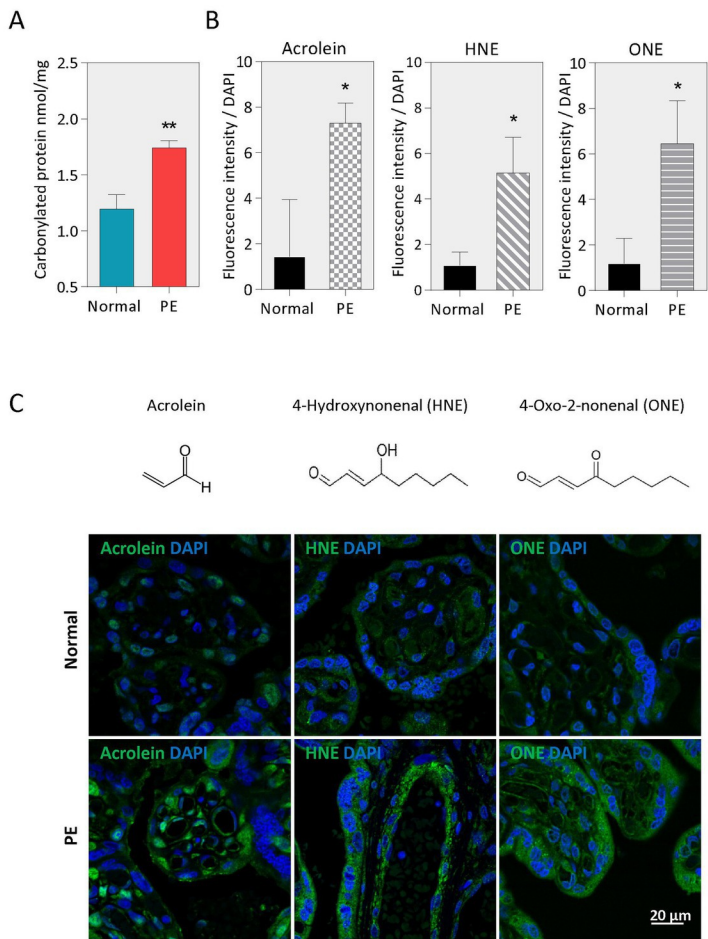 A
Carbonylated protein nmol/mg
2.5
2.0
1.5
1.0
0.5
**
Normal PE
B
Acrolein
Fluorescence intensity / DAPI
10
8
6
4
2
0
*
Normal PE
HNE
Fluorescence intensity / DAPI
10
8
6
4
2
0
*
Normal PE
ONE
Fluorescence intensity / DAPI
10
8
6
4
2
0
*
Normal PE
C
Acrolein
4-Hydroxynonenal (HNE)
4-Oxo-2-nonenal (ONE)
O
H
O
OH
O
O
Normal
Acrolein DAPI
HNE DAPI
ONE DAPI
PE
Acrolein DAPI
HNE DAPI
ONE DAPI
20 µm